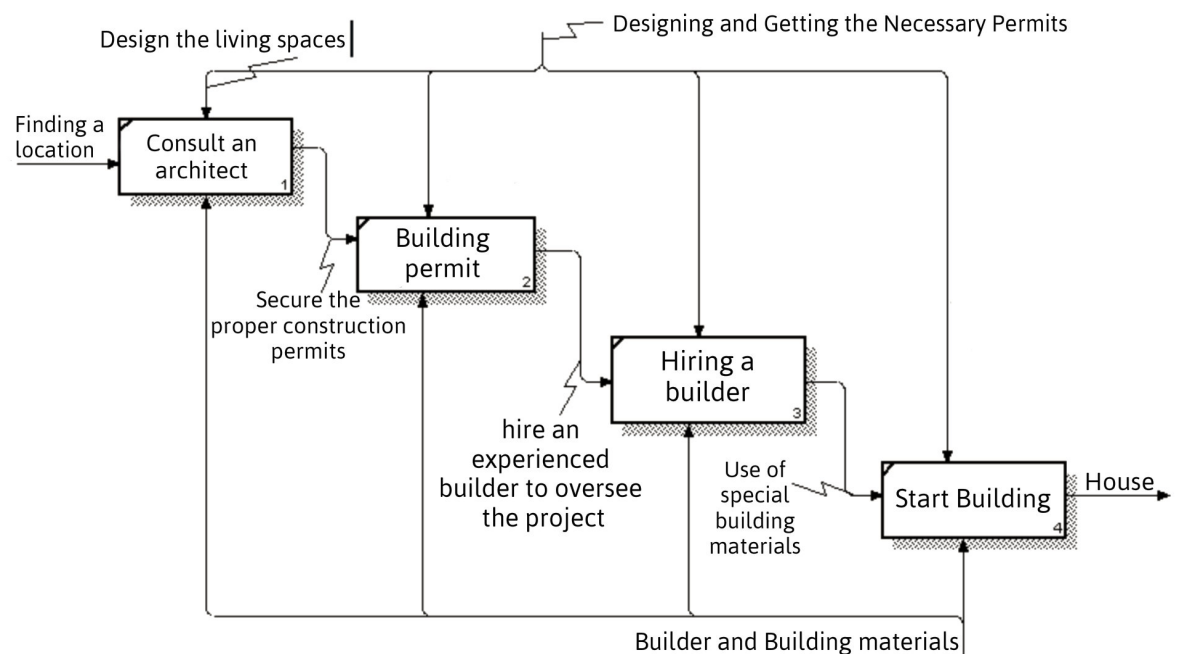 Designing and Getting the Necessary Permits
Design the living spaces
Finding a
location
Consult an
architect
1
Building
permit
2
Secure the
proper construction
permits
Hiring a
builder
3
hire an
experienced
builder to oversee
the project
Use of
special
building
materials
Start Building
4
House
Builder and Building materials